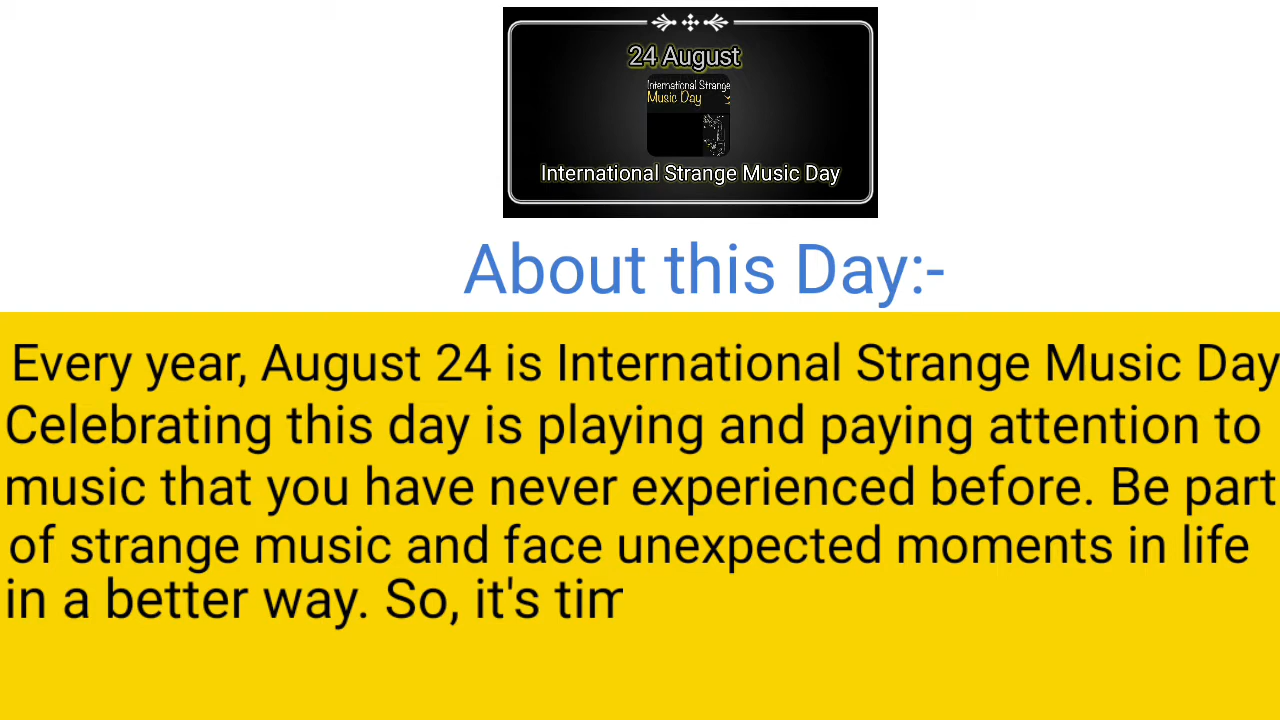 24 August
International Strange
Music Day
International Strange Music Day
About this Day:-
Every year, August 24 is International Strange Music Day
Celebrating this day is playing and paying attention to
music that you have never experienced before. Be part
of strange music and face unexpected moments in life
in a better way. So, it's tim